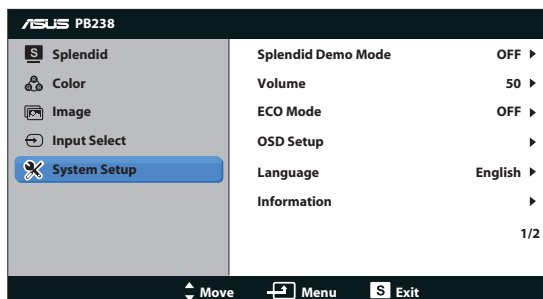 ASUS PB238
S Splendid
Color
Image
Input Select
System Setup
Splendid Demo Mode OFF
Volume 50
ECO Mode OFF
OSD Setup
Language English
Information
1/2
Move Menu S Exit